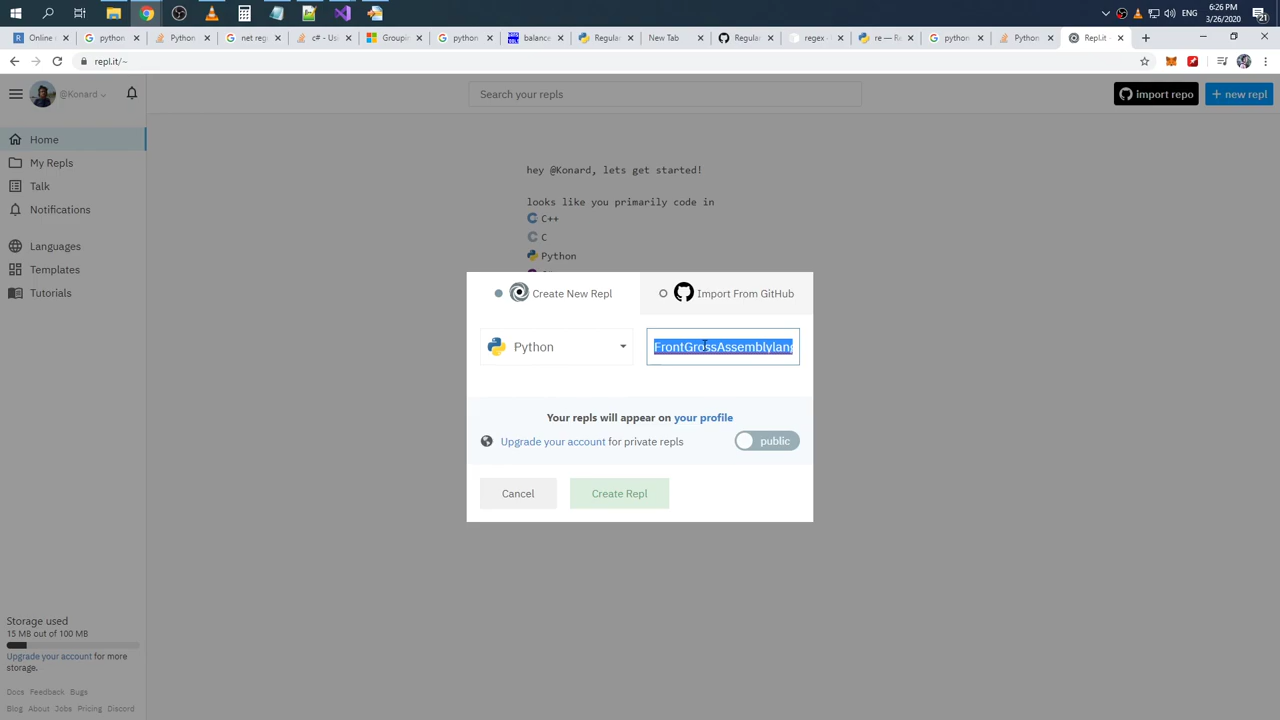 6:26 PM
ENG
3/26/2020
21
Online
python
Python
net reg
c# - Us
Groupin
python
balance
Regular
New Tab
Regular
regex
re — Re
python
Python
Repl.it
repl.it/~
@Konard
Search your repls
import repo
+ new repl
Home
My Repls
Talk
Notifications
Languages
Templates
Tutorials
hey @Konard, lets get started!
looks like you primarily code in
C++
C
Python
Create New Repl
Import From GitHub
Python
FrontGrossAssemblylang
Your repls will appear on your profile
Upgrade your account for private repls
public
Cancel
Create Repl
Storage used
15 MB out of 100 MB
Upgrade your account for more
storage.
Docs Feedback Bugs
Blog About Jobs Pricing Discord